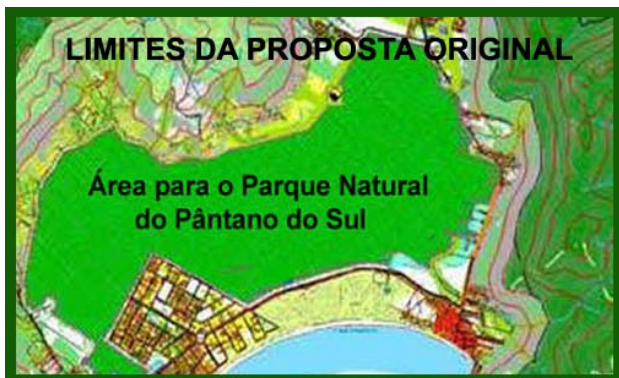 LIMITES DA PROPOSTA ORIGINAL
Área para o Parque Natural
do Pântano do Sul